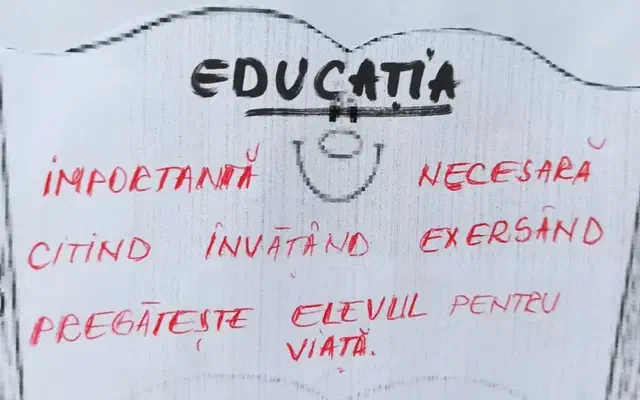 EDUCAȚIA
IMPORTANTĂ NECESARĂ
CITIND ÎNVĂȚÂND EXERSÂND
PREGĂTEȘTE ELEVUL PENTRU
VIAȚĂ.